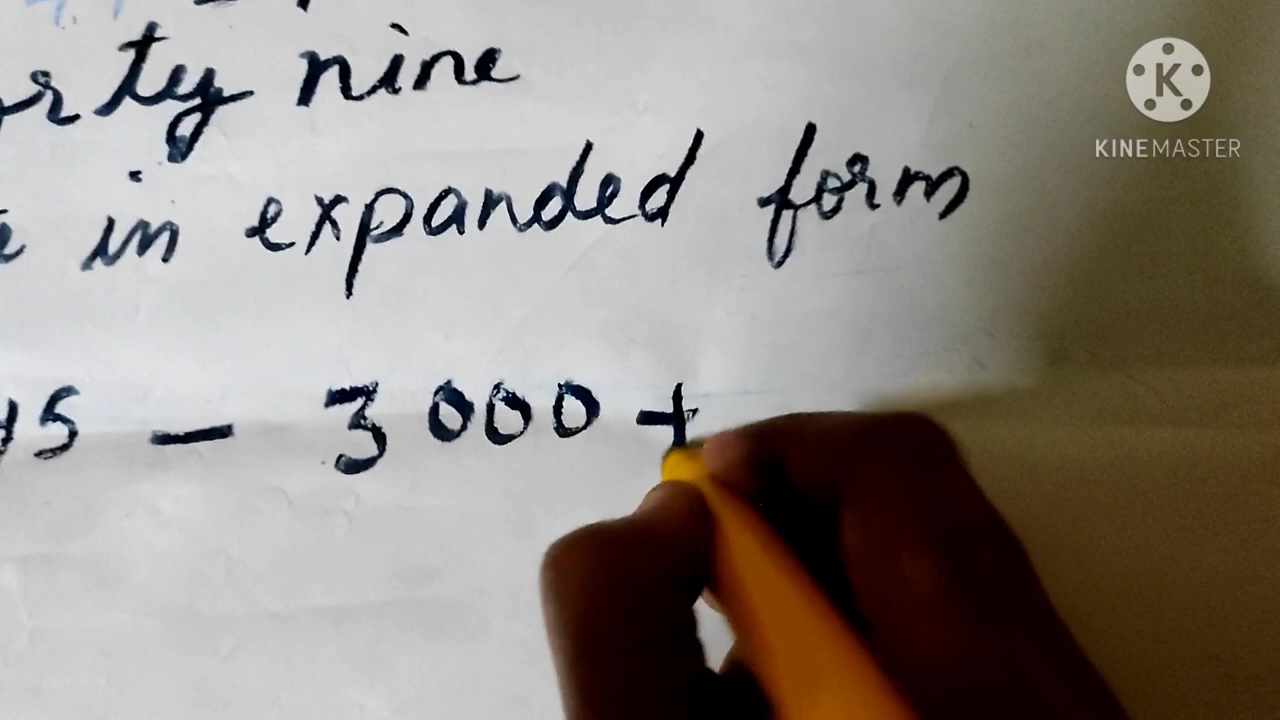 rty nine
in expanded form
45 - 3000 +
K
KINEMASTER